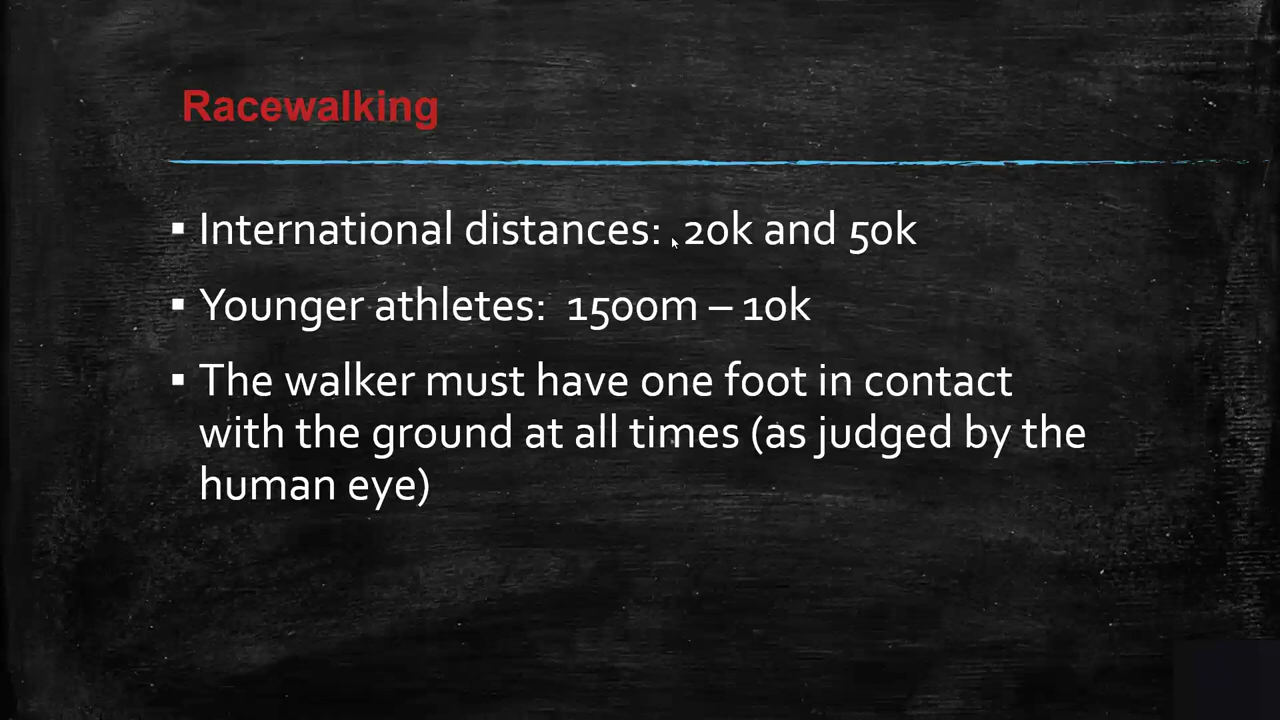 Racewalking
▪ International distances: 20k and 50k
▪ Younger athletes: 1500m – 10k
▪ The walker must have one foot in contact
with the ground at all times (as judged by the
human eye)